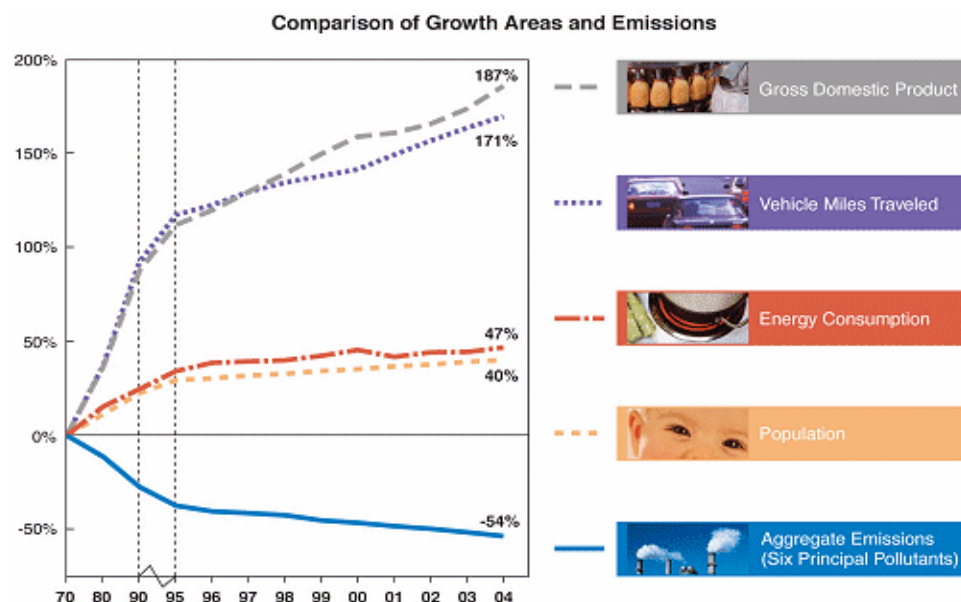 Comparison of Growth Areas and Emissions
200%
150%
100%
50%
0%
-50%
187%
171%
47%
40%
-54%
70 80 90 95 96 97 98 99 00 01 02 03 04
Gross Domestic Product
Vehicle Miles Traveled
Energy Consumption
Population
Aggregate Emissions
(Six Principal Pollutants)